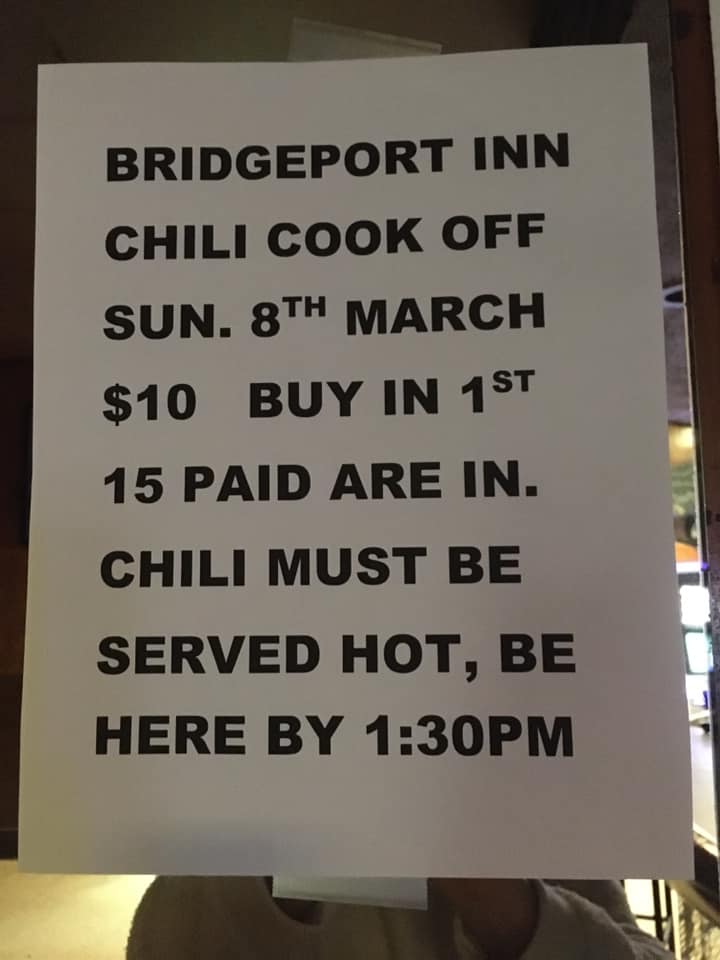 BRIDGEPORT INN
CHILI COOK OFF
SUN. 8TH MARCH
$10 BUY IN 1ST
15 PAID ARE IN.
CHILI MUST BE
SERVED HOT, BE
HERE BY 1:30PM